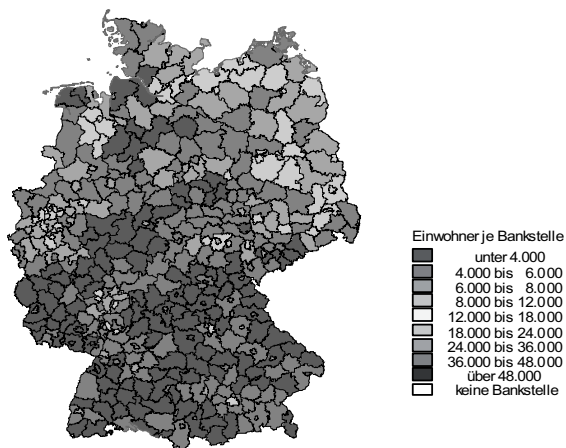 Einwohner je Bankstelle
unter 4.000
4.000 bis 6.000
6.000 bis 8.000
8.000 bis 12.000
12.000 bis 18.000
18.000 bis 24.000
24.000 bis 36.000
36.000 bis 48.000
über 48.000
keine Bankstelle